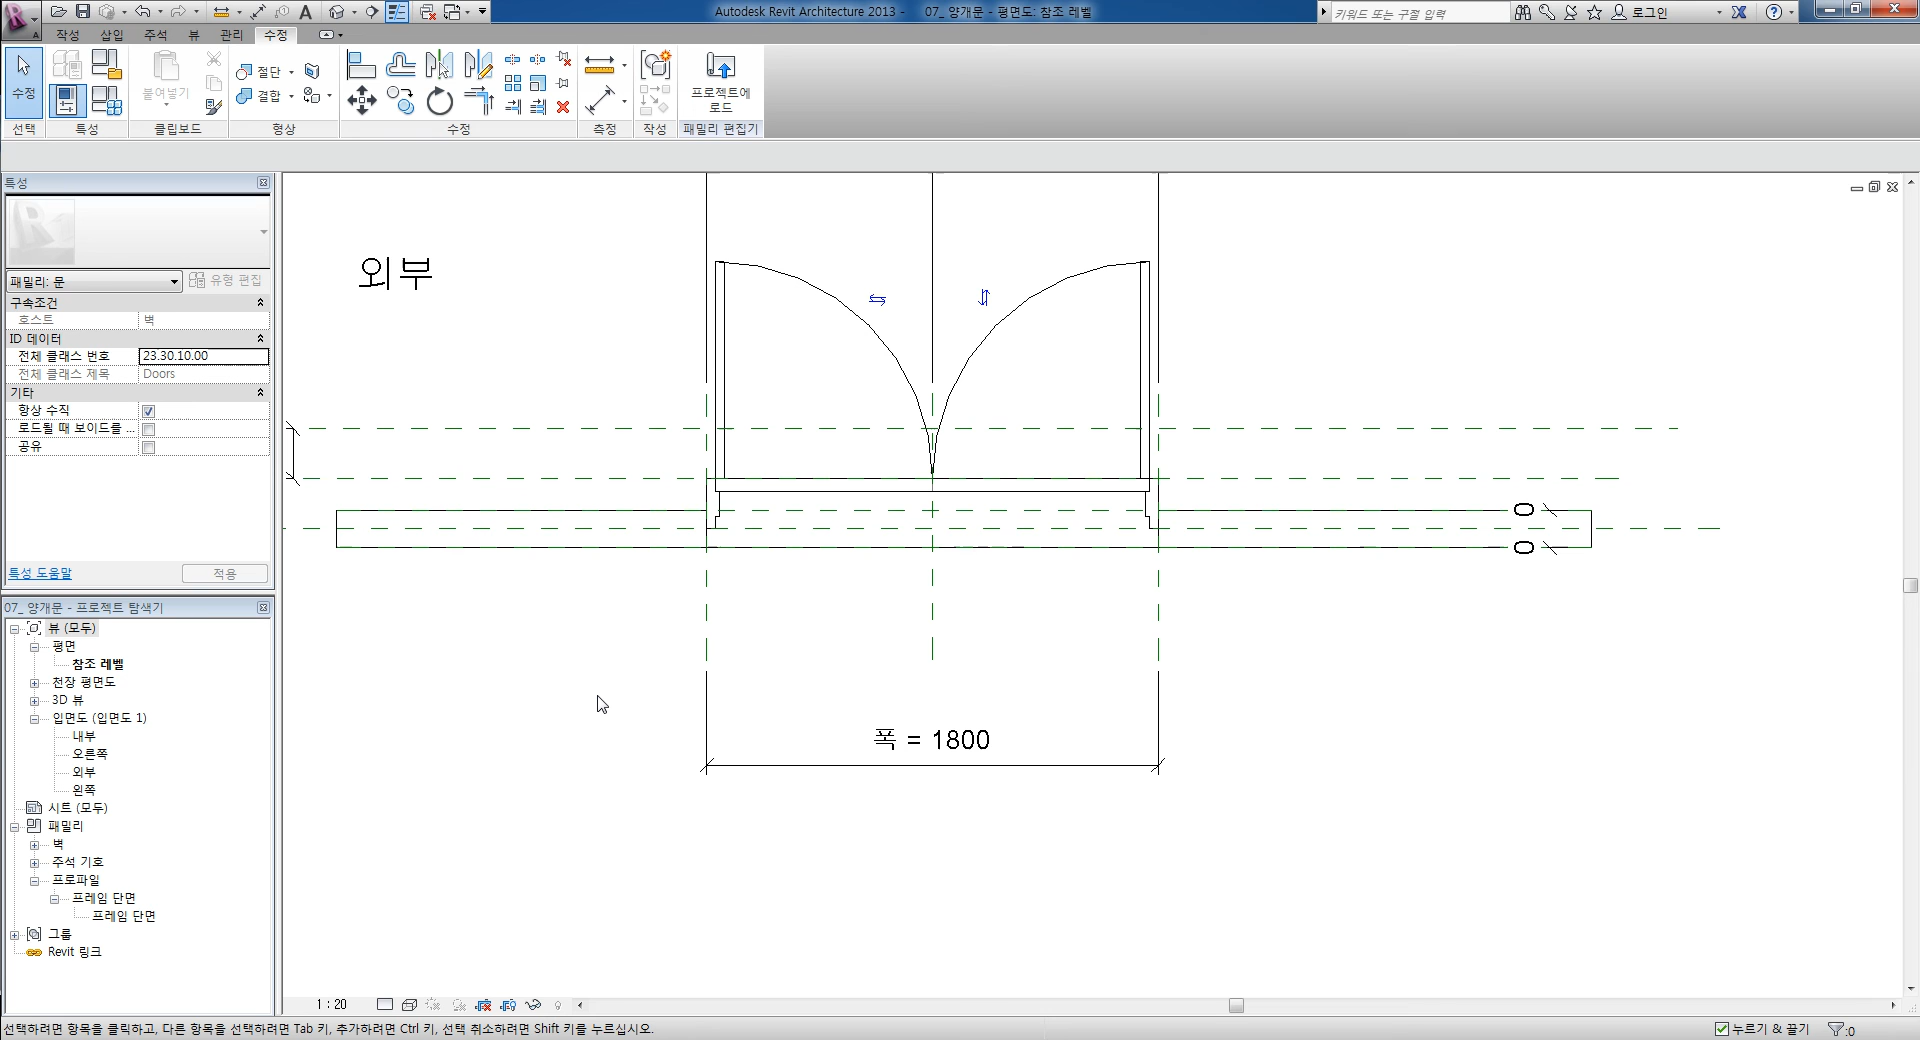 Autodesk Revit Architecture 2013 - 07_ 양개문 - 평면도: 참조 레벨
키워드 또는 구절 입력
로그인
작성 삽입 주석 뷰 관리 수정
수정
붙여넣기
절단
결합
프로젝트에
로드
선택 특성 클립보드 형상 수정 측정 작성 패밀리 편집기
특성
패밀리: 문
유형 편집
구속조건
호스트 벽
ID 데이터
전체 클래스 번호 23.30.10.00
전체 클래스 제목 Doors
기타
항상 수직
로드될 때 보이드를 ...
공유
특성 도움말
적용
07_ 양개문 - 프로젝트 탐색기
뷰 (모두)
평면
참조 레벨
천장 평면도
3D 뷰
입면도 (입면도 1)
내부
오른쪽
외부
왼쪽
시트 (모두)
패밀리
벽
주석 기호
프로파일
프레임 단면
프레임 단면
그룹
Revit 링크
외부
0
0
폭 = 1800
1 : 20
선택하려면 항목을 클릭하고, 다른 항목을 선택하려면 Tab 키, 추가하려면 Ctrl 키, 선택 취소하려면 Shift 키를 누르십시오.
누르기 & 끌기
:0